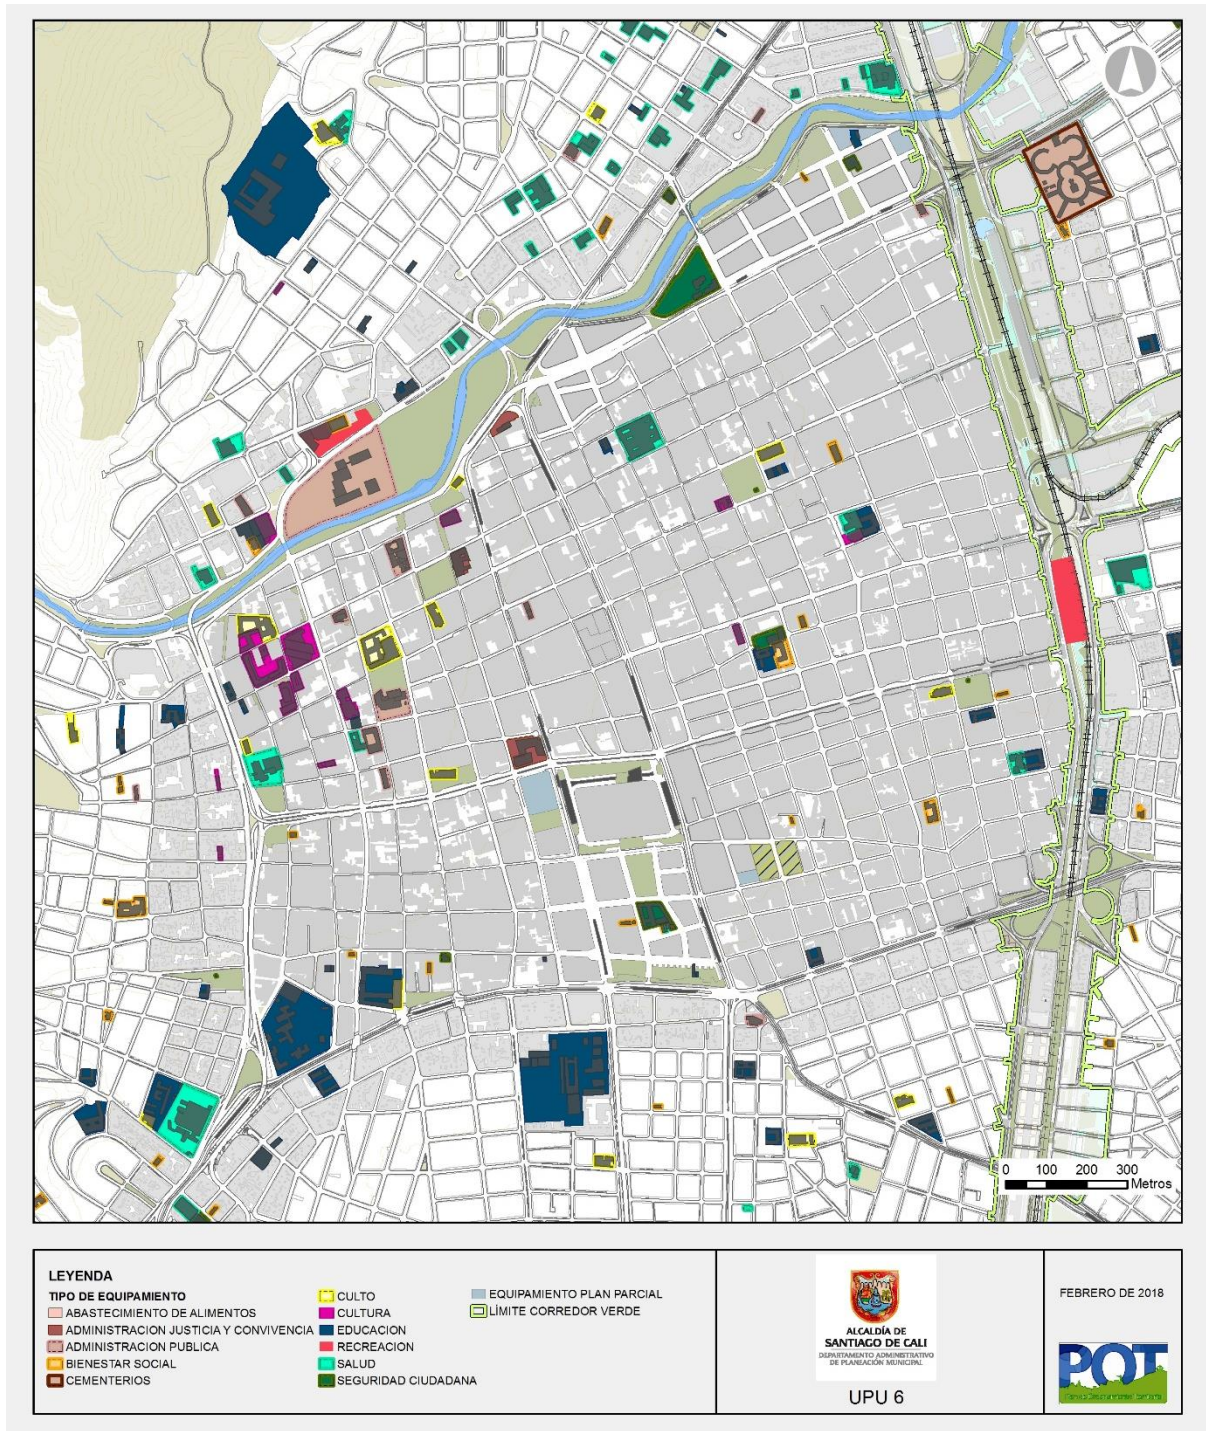 0 100 200 300
Metros
LEYENDA
TIPO DE EQUIPAMIENTO
ABASTECIMIENTO DE ALIMENTOS
ADMINISTRACION JUSTICIA Y CONVIVENCIA
ADMINISTRACION PUBLICA
BIENESTAR SOCIAL
CEMENTERIOS
CULTO
CULTURA
EDUCACION
RECREACION
SALUD
SEGURIDAD CIUDADANA
EQUIPAMIENTO PLAN PARCIAL
LÍMITE CORREDOR VERDE
ALCALDÍA DE
SANTIAGO DE CALI
DEPARTAMENTO ADMINISTRATIVO
DE PLANEACIÓN MUNICIPAL
UPU 6
FEBRERO DE 2018
POT